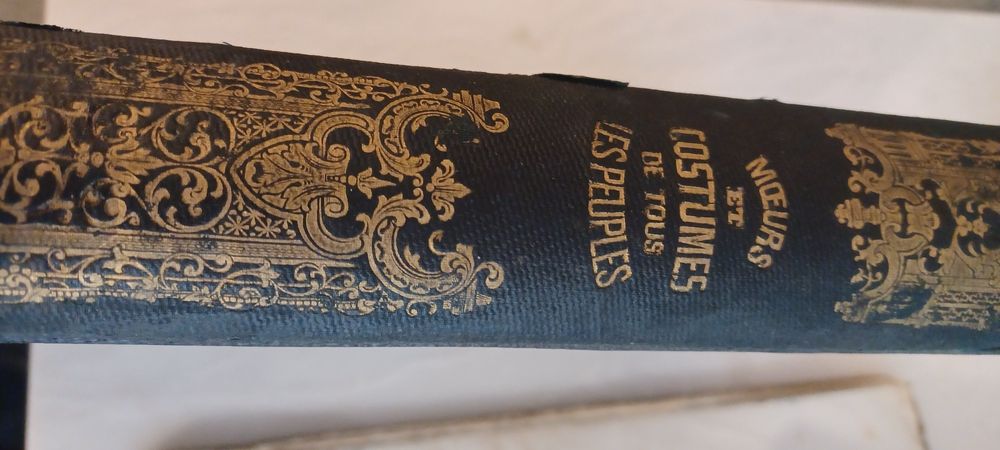 MŒURS
ET
COSTUMES
DE TOUS
LES PEUPLES